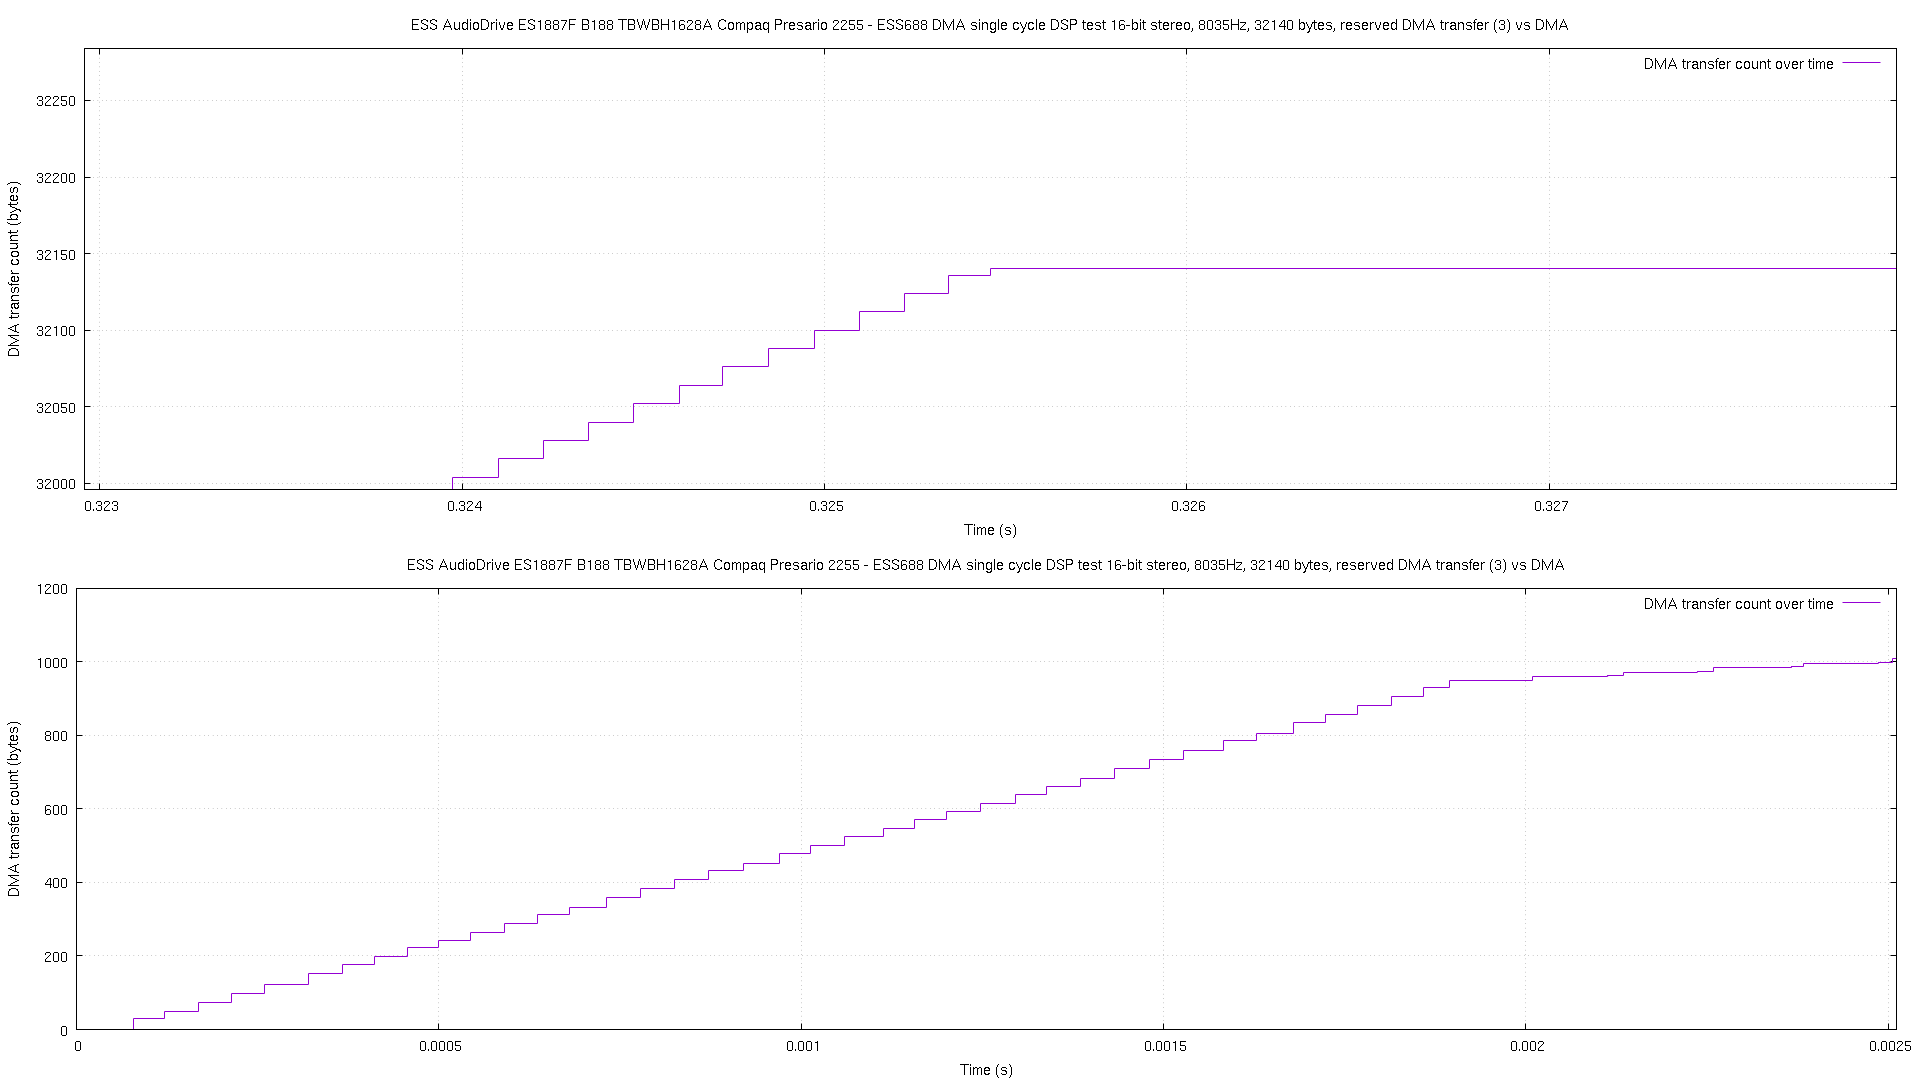 ESS AudioDrive ES1887F B188 TBWBH1628A Compaq Presario 2255 - ESS688 DMA single cycle DSP test 16-bit stereo, 8035Hz, 32140 bytes, reserved DMA transfer (3) vs DMA
DMA transfer count over time
DMA transfer count (bytes)
32250
32200
32150
32100
32050
32000
0.323 0.324 0.325 0.326 0.327
Time (s)
ESS AudioDrive ES1887F B188 TBWBH1628A Compaq Presario 2255 - ESS688 DMA single cycle DSP test 16-bit stereo, 8035Hz, 32140 bytes, reserved DMA transfer (3) vs DMA
DMA transfer count over time
DMA transfer count (bytes)
1200
1000
800
600
400
200
0
0 0.0005 0.001 0.0015 0.002 0.0025
Time (s)